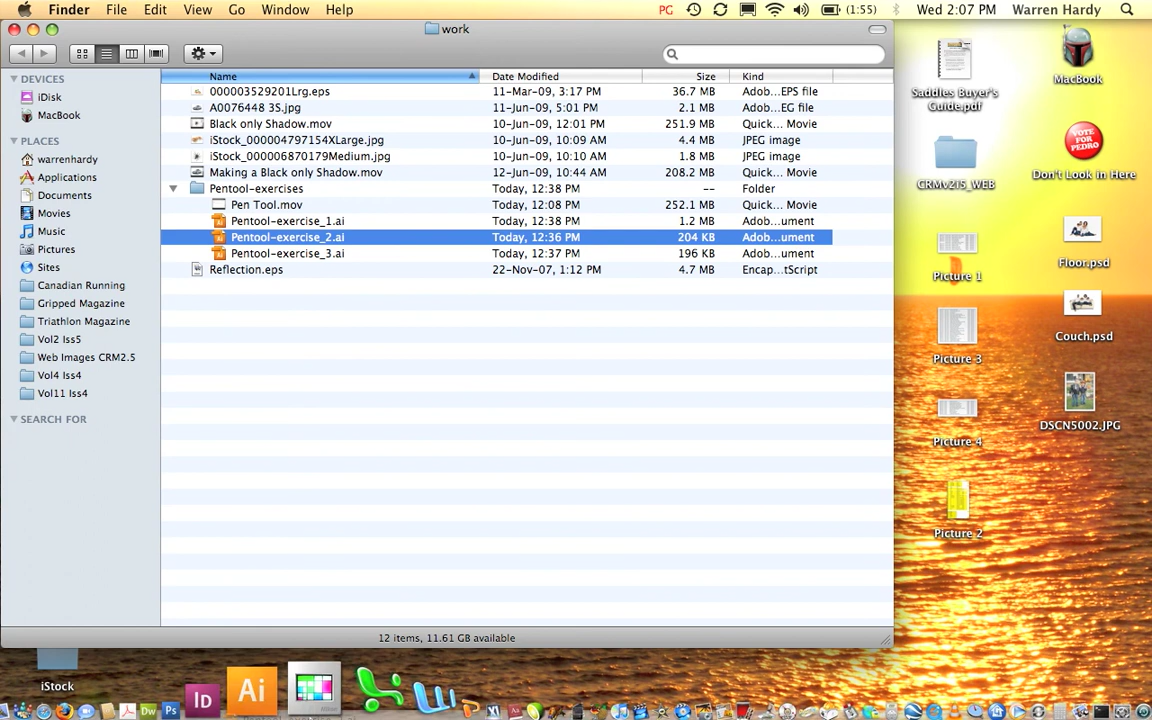 Finder File Edit View Go Window Help PG (1:55) Wed 2:07 PM Warren Hardy
work
DEVICES
iDisk
MacBook
PLACES
warrenhardy
Applications
Documents
Movies
Music
Pictures
Sites
Canadian Running
Gripped Magazine
Triathlon Magazine
Vol2 Iss5
Web Images CRM2.5
Vol4 Iss4
Vol11 Iss4
SEARCH FOR
Name Date Modified Size Kind
000003529201Lrg.eps 11-Mar-09, 3:17 PM 36.7 MB Adob...EPS file
A0076448 3S.jpg 11-Jun-09, 5:01 PM 2.1 MB Adob...EG file
Black only Shadow.mov 10-Jun-09, 12:01 PM 251.9 MB Quick... Movie
iStock_000004797154XLarge.jpg 10-Jun-09, 10:09 AM 4.4 MB JPEG image
iStock_000006870179Medium.jpg 10-Jun-09, 10:10 AM 1.8 MB JPEG image
Making a Black only Shadow.mov 12-Jun-09, 10:44 AM 208.2 MB Quick... Movie
Pentool-exercises Today, 12:38 PM -- Folder
Pen Tool.mov Today, 12:08 PM 252.1 MB Quick... Movie
Pentool-exercise_1.ai Today, 12:38 PM 1.2 MB Adob...ument
Pentool-exercise_2.ai Today, 12:36 PM 204 KB Adob...ument
Pentool-exercise_3.ai Today, 12:37 PM 196 KB Adob...ument
Reflection.eps 22-Nov-07, 1:12 PM 4.7 MB Encap...tScript
12 items, 11.61 GB available
Saddles Buyer's
Guide.pdf
CRMv2I5_WEB
Picture 1
Picture 3
Picture 4
Picture 2
MacBook
VOTE
FOR
PEDRO
Don't Look in Here
Floor.psd
Couch.psd
DSCN5002.JPG
iStock
Dw Ps Id Ai